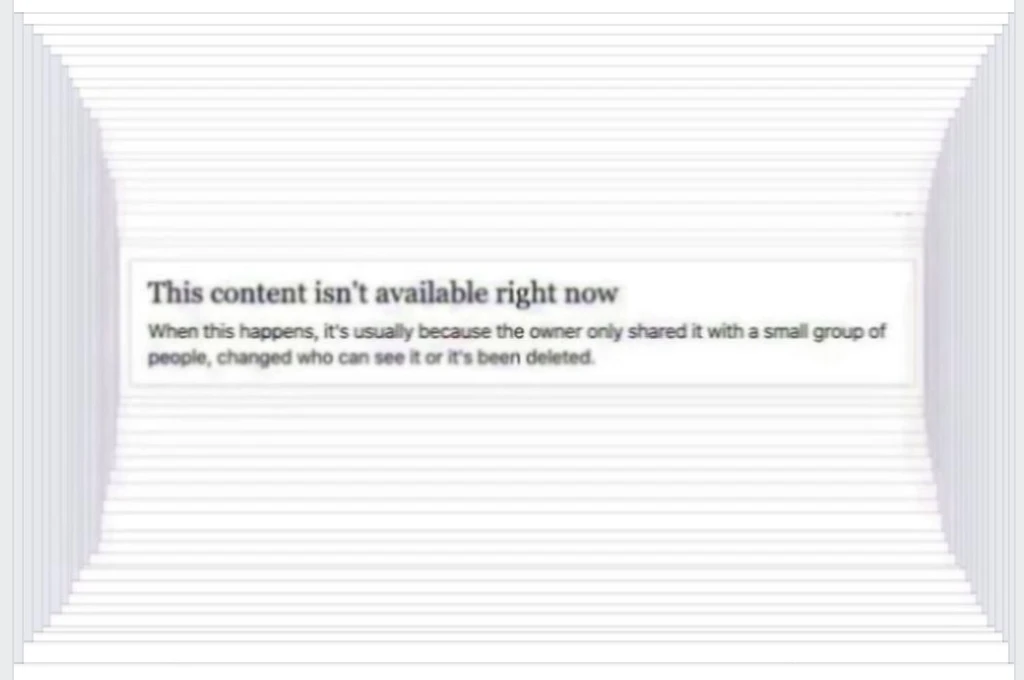 This content isn't available right now
When this happens, it's usually because the owner only shared it with a small group of
people, changed who can see it or it's been deleted.